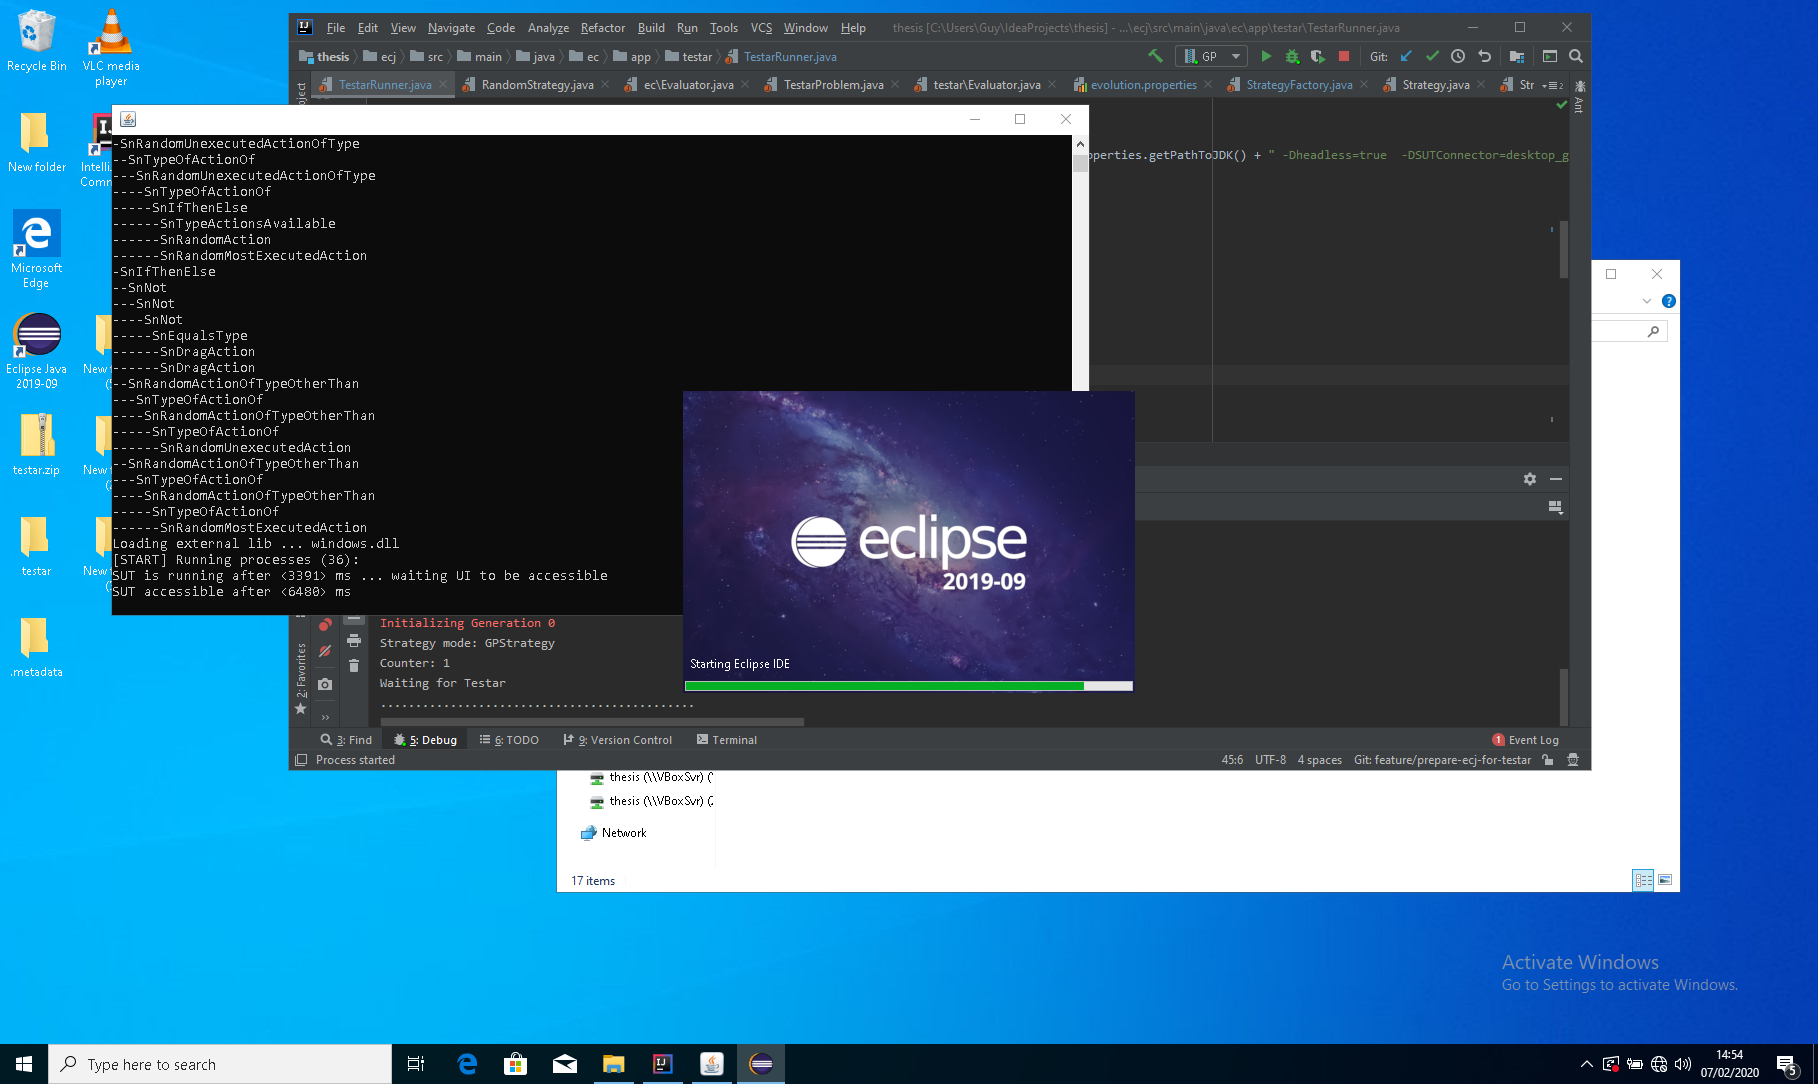 Recycle Bin
VLC media player
New folder
Microsoft Edge
Eclipse Java 2019-09
testar.zip
testar
.metadata
File Edit View Navigate Code Analyze Refactor Build Run Tools VCS Window Help
thesis [C:\Users\Guy\IdeaProjects\thesis] - ...\ecj\src\main\java\ec\app\testar\TestarRunner.java
thesis ecj src main java ec app testar TestarRunner.java
GP
Git:
TestarRunner.java RandomStrategy.java ec\Evaluator.java TestarProblem.java testar\Evaluator.java evolution.properties StrategyFactory.java Strategy.java Str
Ant
perties.getPathToJDK() + " -Dheadless=true  -DSUTConnector=desktop_g
-SnRandomUnexecutedActionOfType
--SnTypeOfActionOf
---SnRandomUnexecutedActionOfType
----SnTypeOfActionOf
-----SnIfThenElse
------SnTypeActionsAvailable
------SnRandomAction
------SnRandomMostExecutedAction
-SnIfThenElse
--SnNot
---SnNot
----SnNot
-----SnEqualsType
------SnDragAction
------SnDragAction
--SnRandomActionOfTypeOtherThan
---SnTypeOfActionOf
----SnRandomActionOfTypeOtherThan
-----SnTypeOfActionOf
------SnRandomUnexecutedAction
--SnRandomActionOfTypeOtherThan
---SnTypeOfActionOf
----SnRandomActionOfTypeOtherThan
-----SnTypeOfActionOf
------SnRandomMostExecutedAction
Loading external lib ... windows.dll
[START] Running processes (36):
SUT is running after <3391> ms ... waiting UI to be accessible
SUT accessible after <6480> ms
eclipse
2019-09
Starting Eclipse IDE
Initializing Generation 0
Strategy mode: GPStrategy
Counter: 1
Waiting for Testar
.............................................
2: Favorites
3: Find 5: Debug 6: TODO 9: Version Control Terminal
1 Event Log
Process started
45:6 UTF-8 4 spaces Git: feature/prepare-ecj-for-testar
thesis (\\VBoxSvr) (
thesis (\\VBoxSvr) (
Network
17 items
Activate Windows
Go to Settings to activate Windows.
Type here to search
14:54
07/02/2020
5